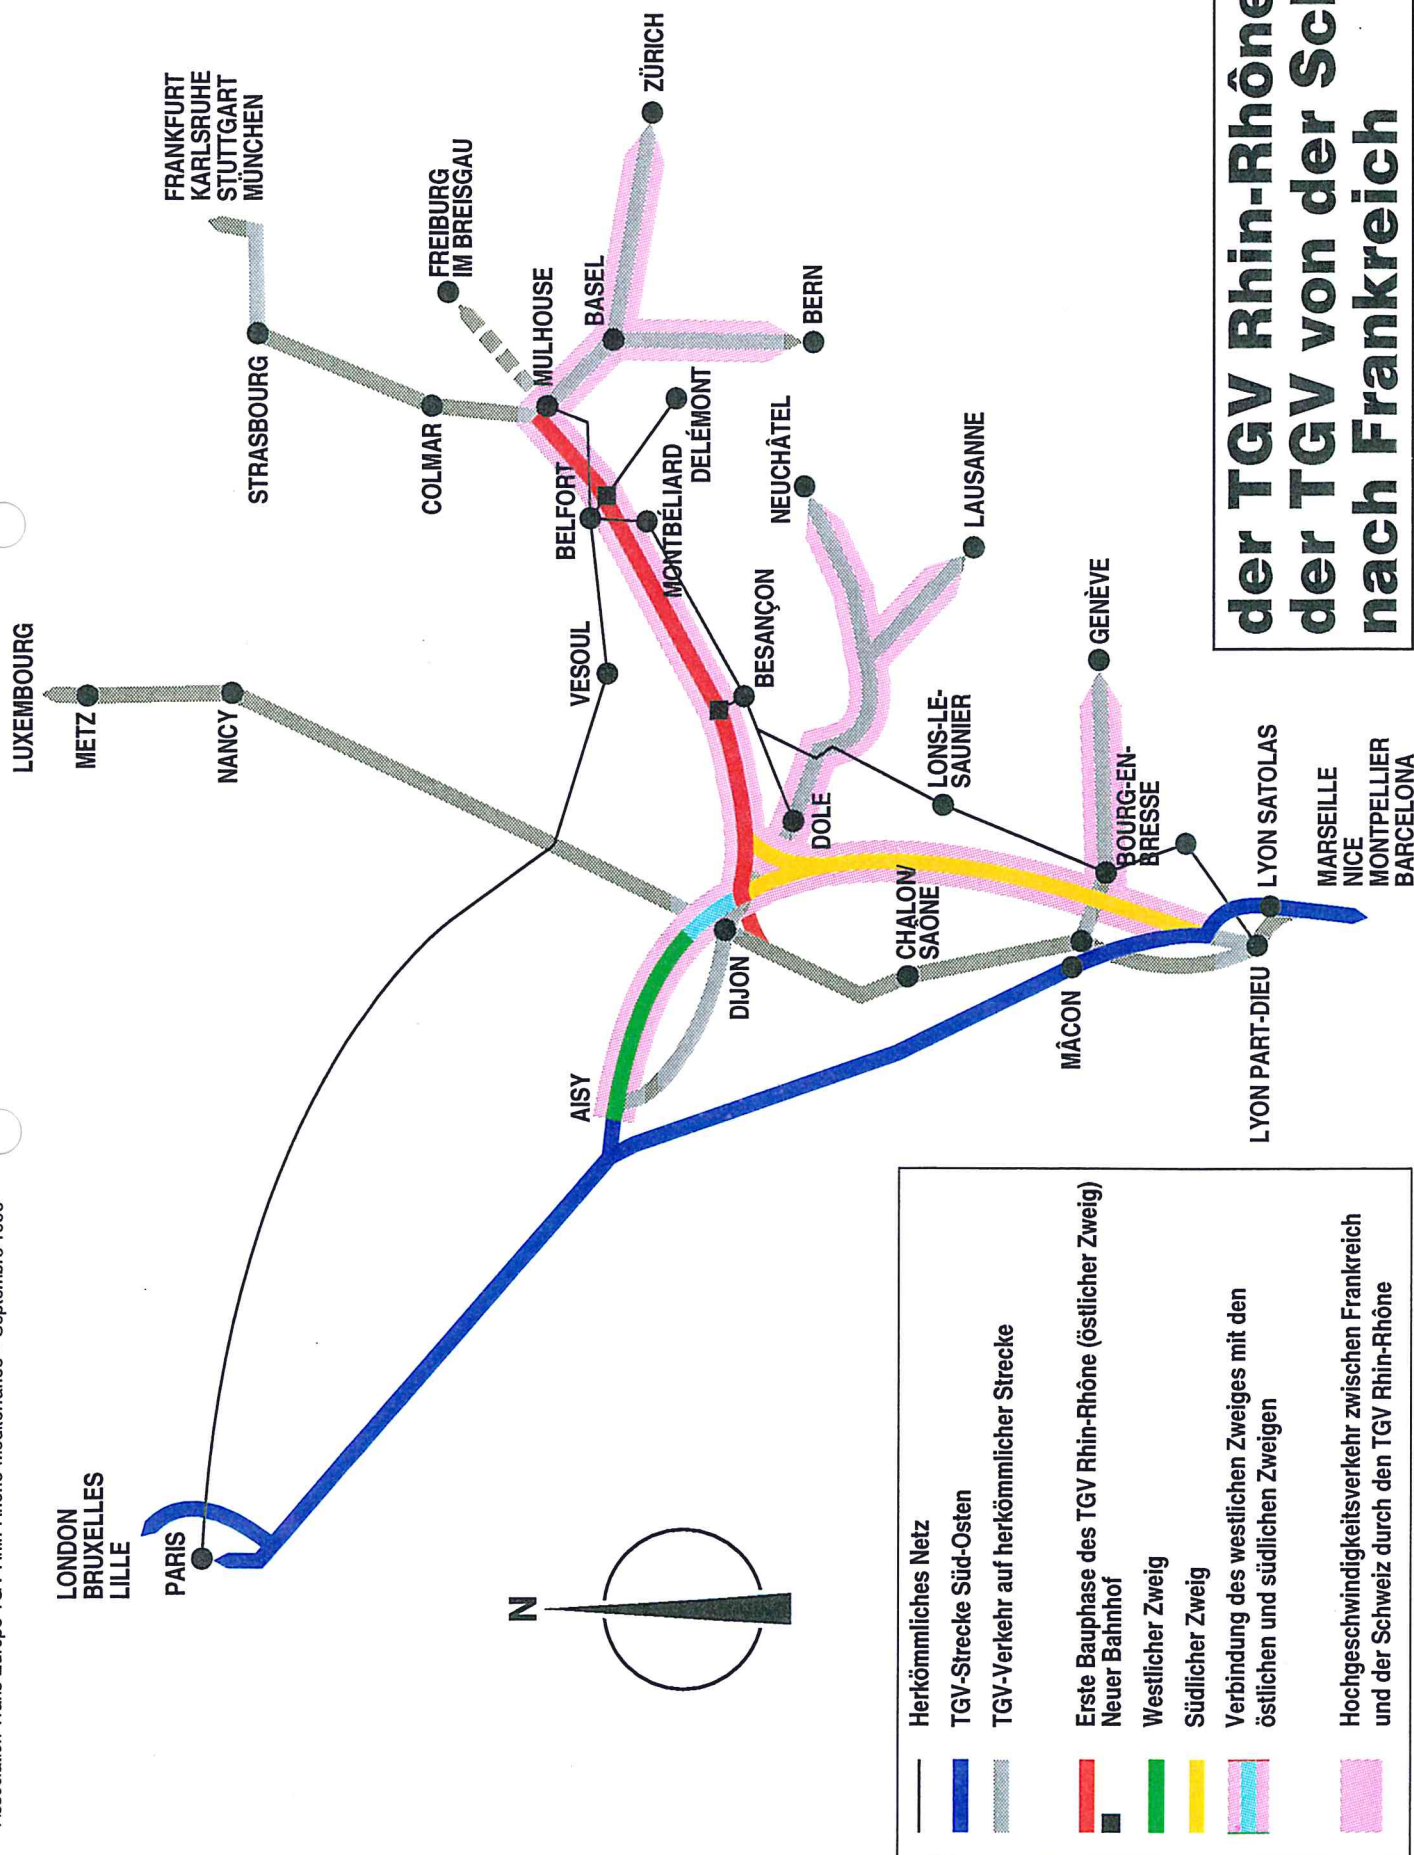 LONDON
BRUXELLES
LILLE
PARIS
LUXEMBOURG
METZ
NANCY
FRANKFURT
KARLSRUHE
STUTTGART
MÜNCHEN
STRASBOURG
COLMAR
FREIBURG
IM BREISGAU
MULHOUSE
BASEL
ZÜRICH
BERN
BELFORT
MONTBÉLIARD
DELÉMONT
VESOUL
BESANÇON
NEUCHÂTEL
LAUSANNE
GENÈVE
AISY
DIJON
DOLE
LONS-LE-
SAUNIER
CHÂLON/
SAÔNE
BOURG-EN-
BRESSE
MÂCON
LYON PART-DIEU
LYON SATOLAS
MARSEILLE
NICE
MONTPELLIER
BARCELONA
N
Herkömmliches Netz
TGV-Strecke Süd-Osten
TGV-Verkehr auf herkömmlicher Strecke
Erste Bauphase des TGV Rhin-Rhône (östlicher Zweig)
Neuer Bahnhof
Westlicher Zweig
Südlicher Zweig
Verbindung des westlichen Zweiges mit den
östlichen und südlichen Zweigen
Hochgeschwindigkeitsverkehr zwischen Frankreich
und der Schweiz durch den TGV Rhin-Rhône
der TGV Rhin-Rhône
der TGV von der
nach Frankreich